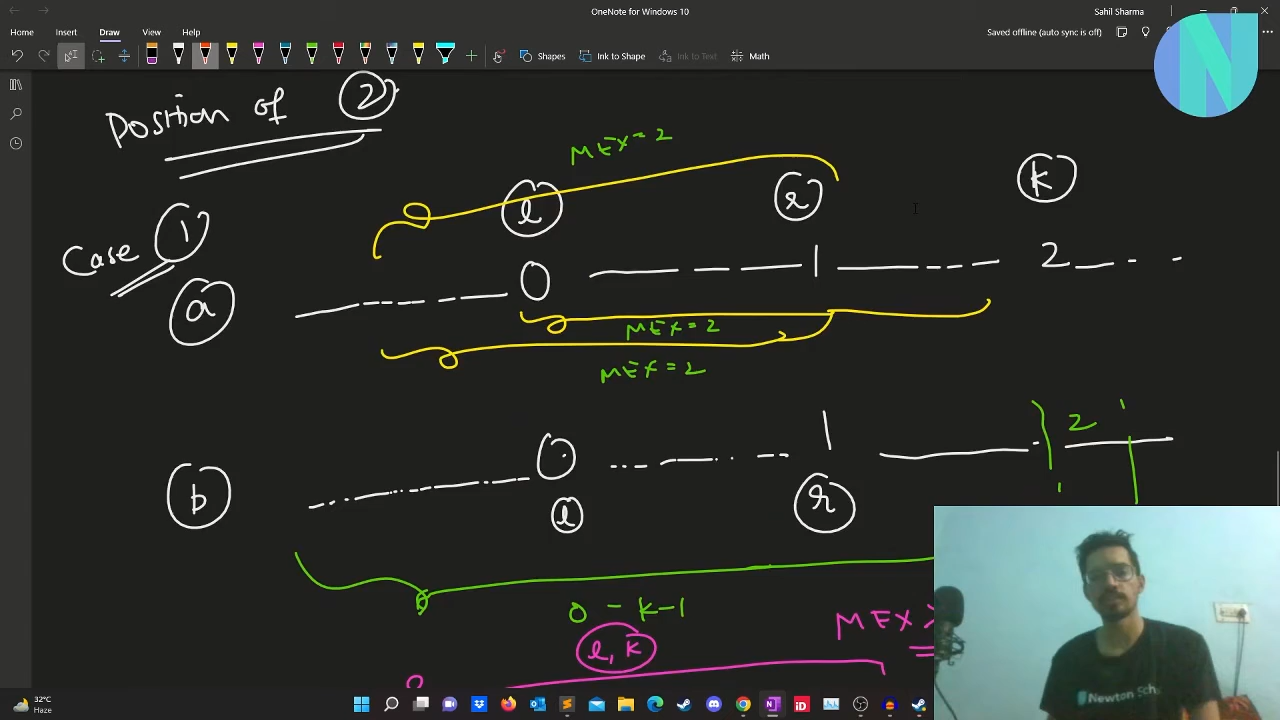 OneNote for Windows 10
Sahil Sharma
Home Insert Draw View Help
Saved offline (auto sync is off)
Shapes Ink to Shape Ink to Text Math
Position of 2
MEX=2
l r k
Case 1
a 0 1 2
MEX=2
MEX=2
b 0 1 2
l r
0 - k-1
MEX >
l, k
Newton Sch
32°C
Haze